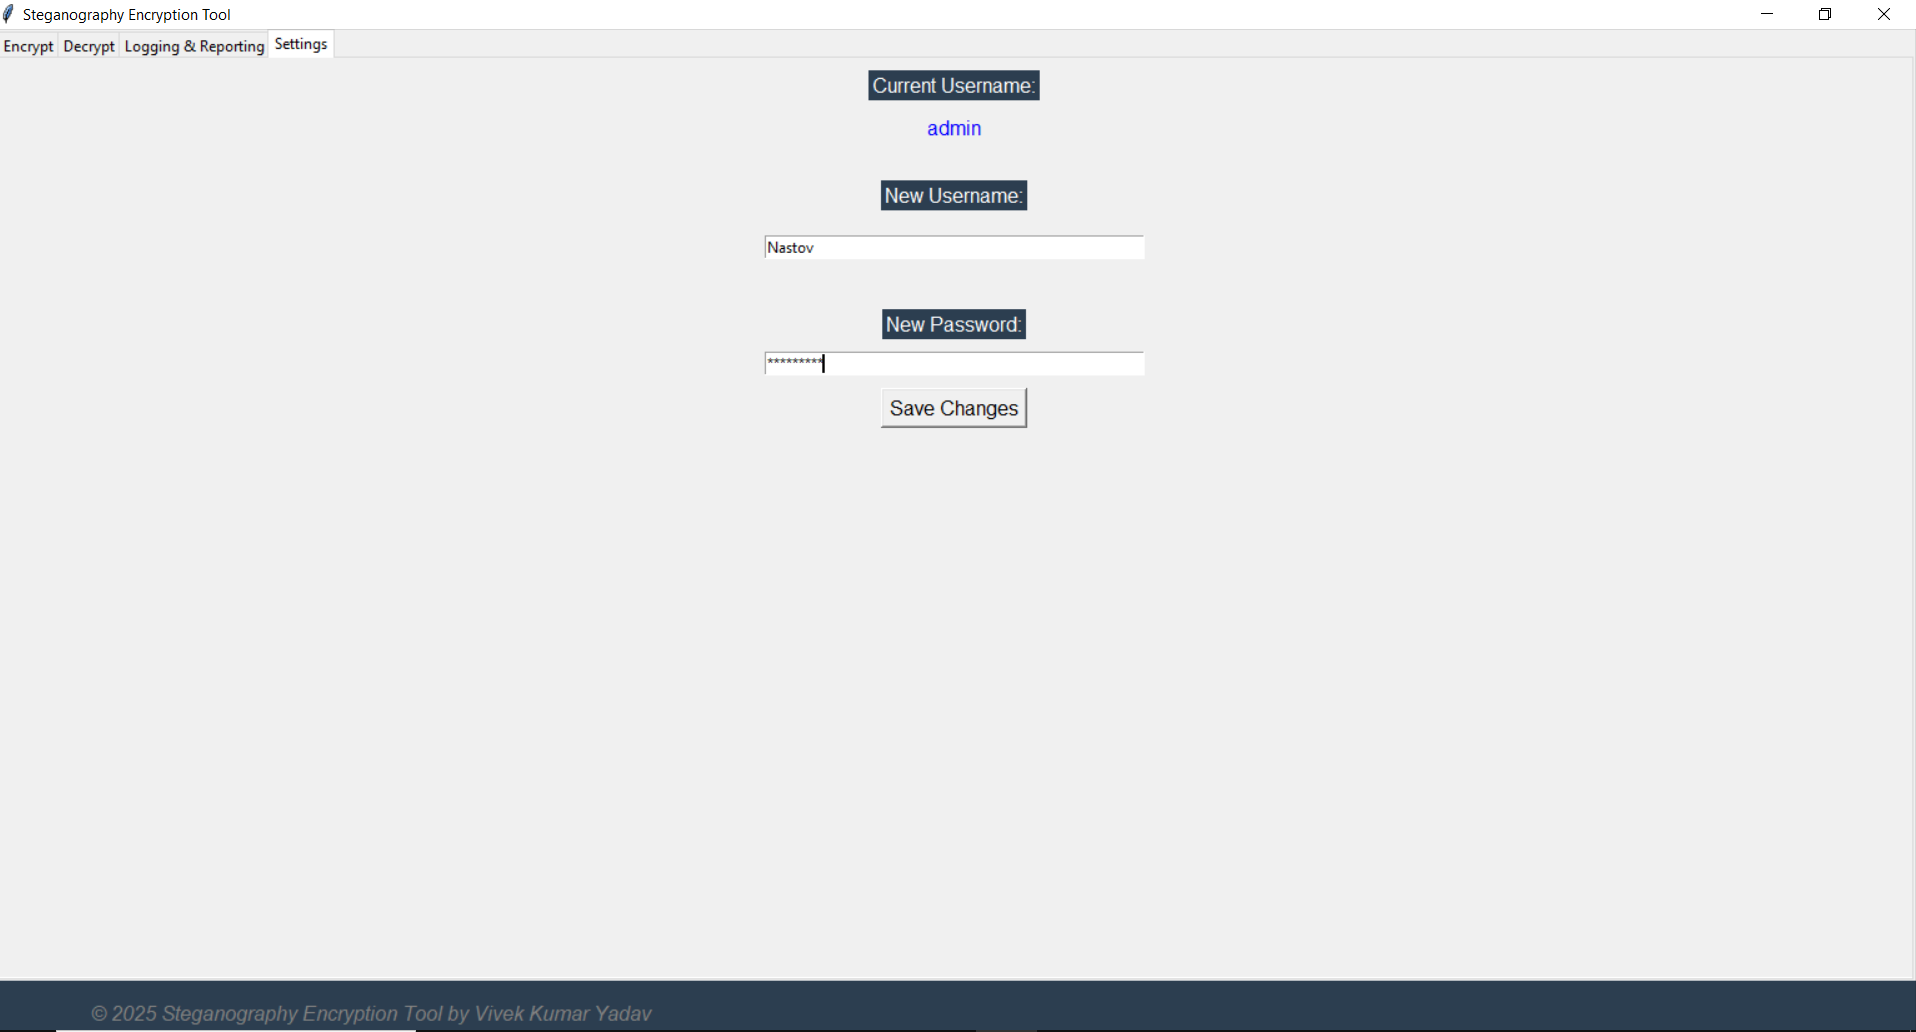 Steganography Encryption Tool
Encrypt Decrypt Logging & Reporting Settings
Current Username:
admin
New Username:
Nastov
New Password:
*********
Save Changes
© 2025 Steganography Encryption Tool by Vivek Kumar Yadav